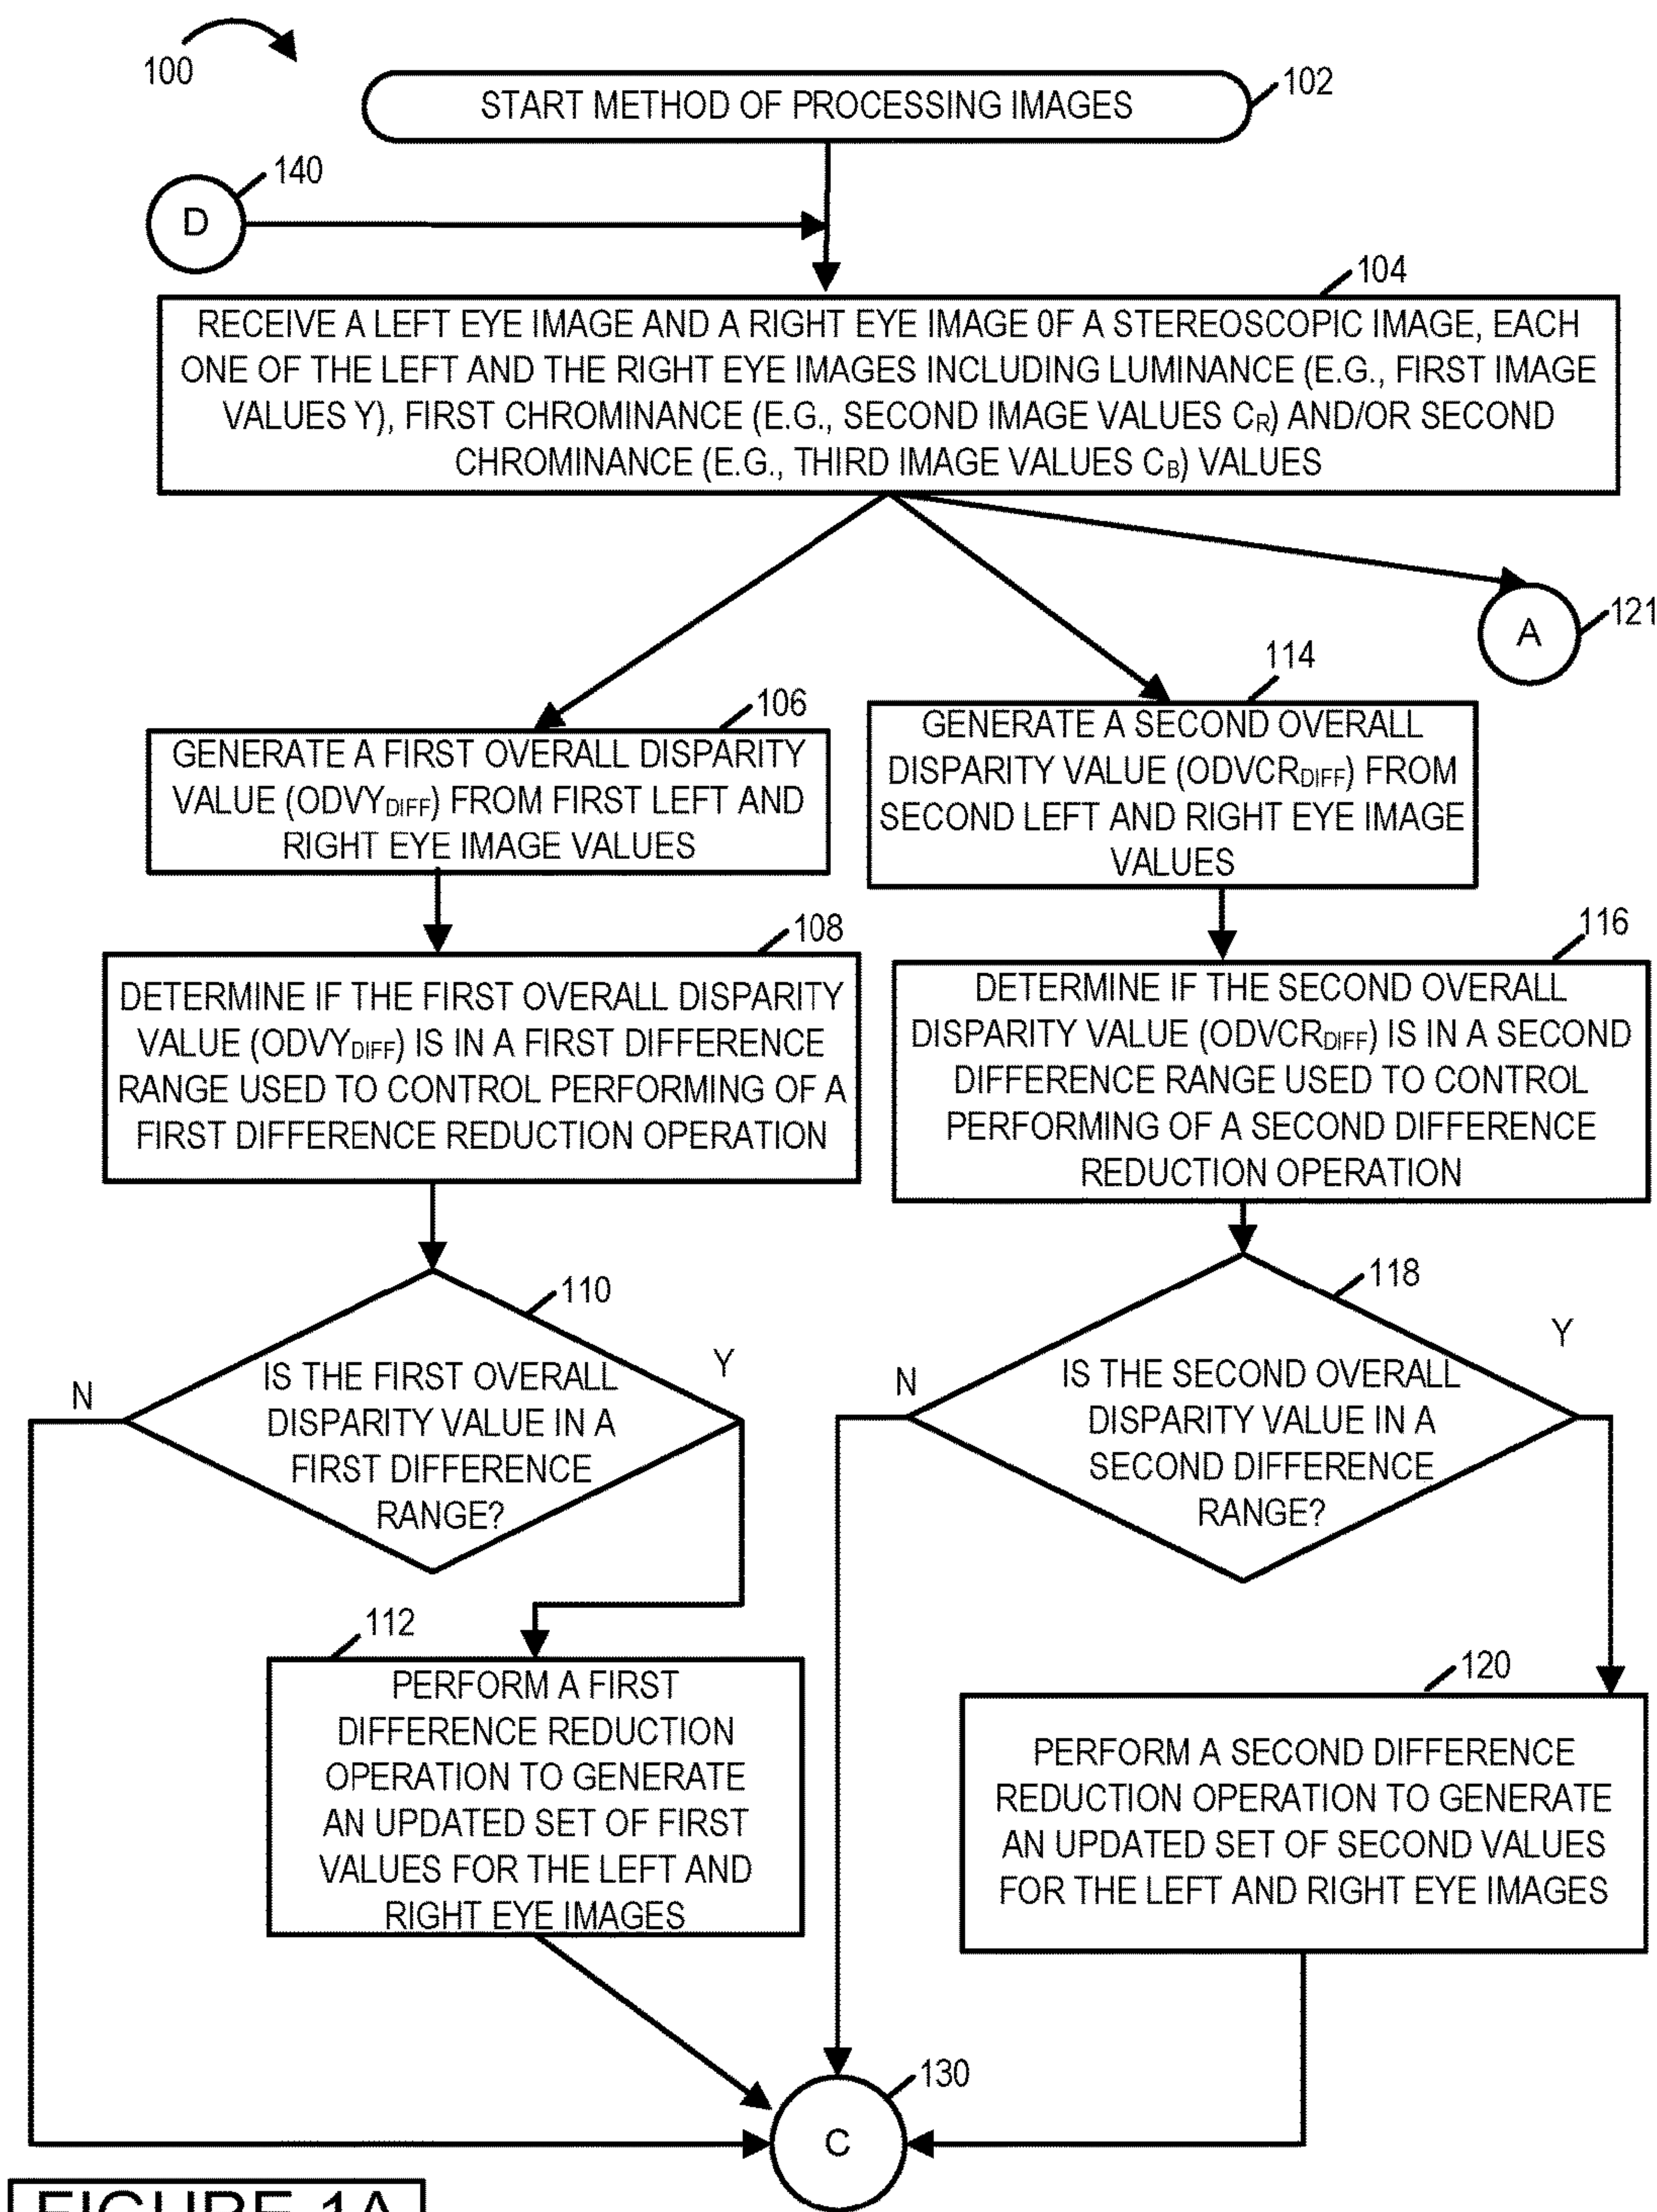 100
START METHOD OF PROCESSING IMAGES
102
D
140
104
RECEIVE A LEFT EYE IMAGE AND A RIGHT EYE IMAGE 0F A STEREOSCOPIC IMAGE, EACH
ONE OF THE LEFT AND THE RIGHT EYE IMAGES INCLUDING LUMINANCE (E.G., FIRST IMAGE
VALUES Y), FIRST CHROMINANCE (E.G., SECOND IMAGE VALUES CR) AND/OR SECOND
CHROMINANCE (E.G., THIRD IMAGE VALUES CB) VALUES
A
121
106
GENERATE A FIRST OVERALL DISPARITY
VALUE (ODVYDIFF) FROM FIRST LEFT AND
RIGHT EYE IMAGE VALUES
114
GENERATE A SECOND OVERALL
DISPARITY VALUE (ODVCRDIFF) FROM
SECOND LEFT AND RIGHT EYE IMAGE
VALUES
108
DETERMINE IF THE FIRST OVERALL DISPARITY
VALUE (ODVYDIFF) IS IN A FIRST DIFFERENCE
RANGE USED TO CONTROL PERFORMING OF A
FIRST DIFFERENCE REDUCTION OPERATION
116
DETERMINE IF THE SECOND OVERALL
DISPARITY VALUE (ODVCRDIFF) IS IN A SECOND
DIFFERENCE RANGE USED TO CONTROL
PERFORMING OF A SECOND DIFFERENCE
REDUCTION OPERATION
110
N
Y
IS THE FIRST OVERALL
DISPARITY VALUE IN A
FIRST DIFFERENCE
RANGE?
118
N
Y
IS THE SECOND OVERALL
DISPARITY VALUE IN A
SECOND DIFFERENCE
RANGE?
112
PERFORM A FIRST
DIFFERENCE REDUCTION
OPERATION TO GENERATE
AN UPDATED SET OF FIRST
VALUES FOR THE LEFT AND
RIGHT EYE IMAGES
120
PERFORM A SECOND DIFFERENCE
REDUCTION OPERATION TO GENERATE
AN UPDATED SET OF SECOND VALUES
FOR THE LEFT AND RIGHT EYE IMAGES
130
C
FIGURE 1A